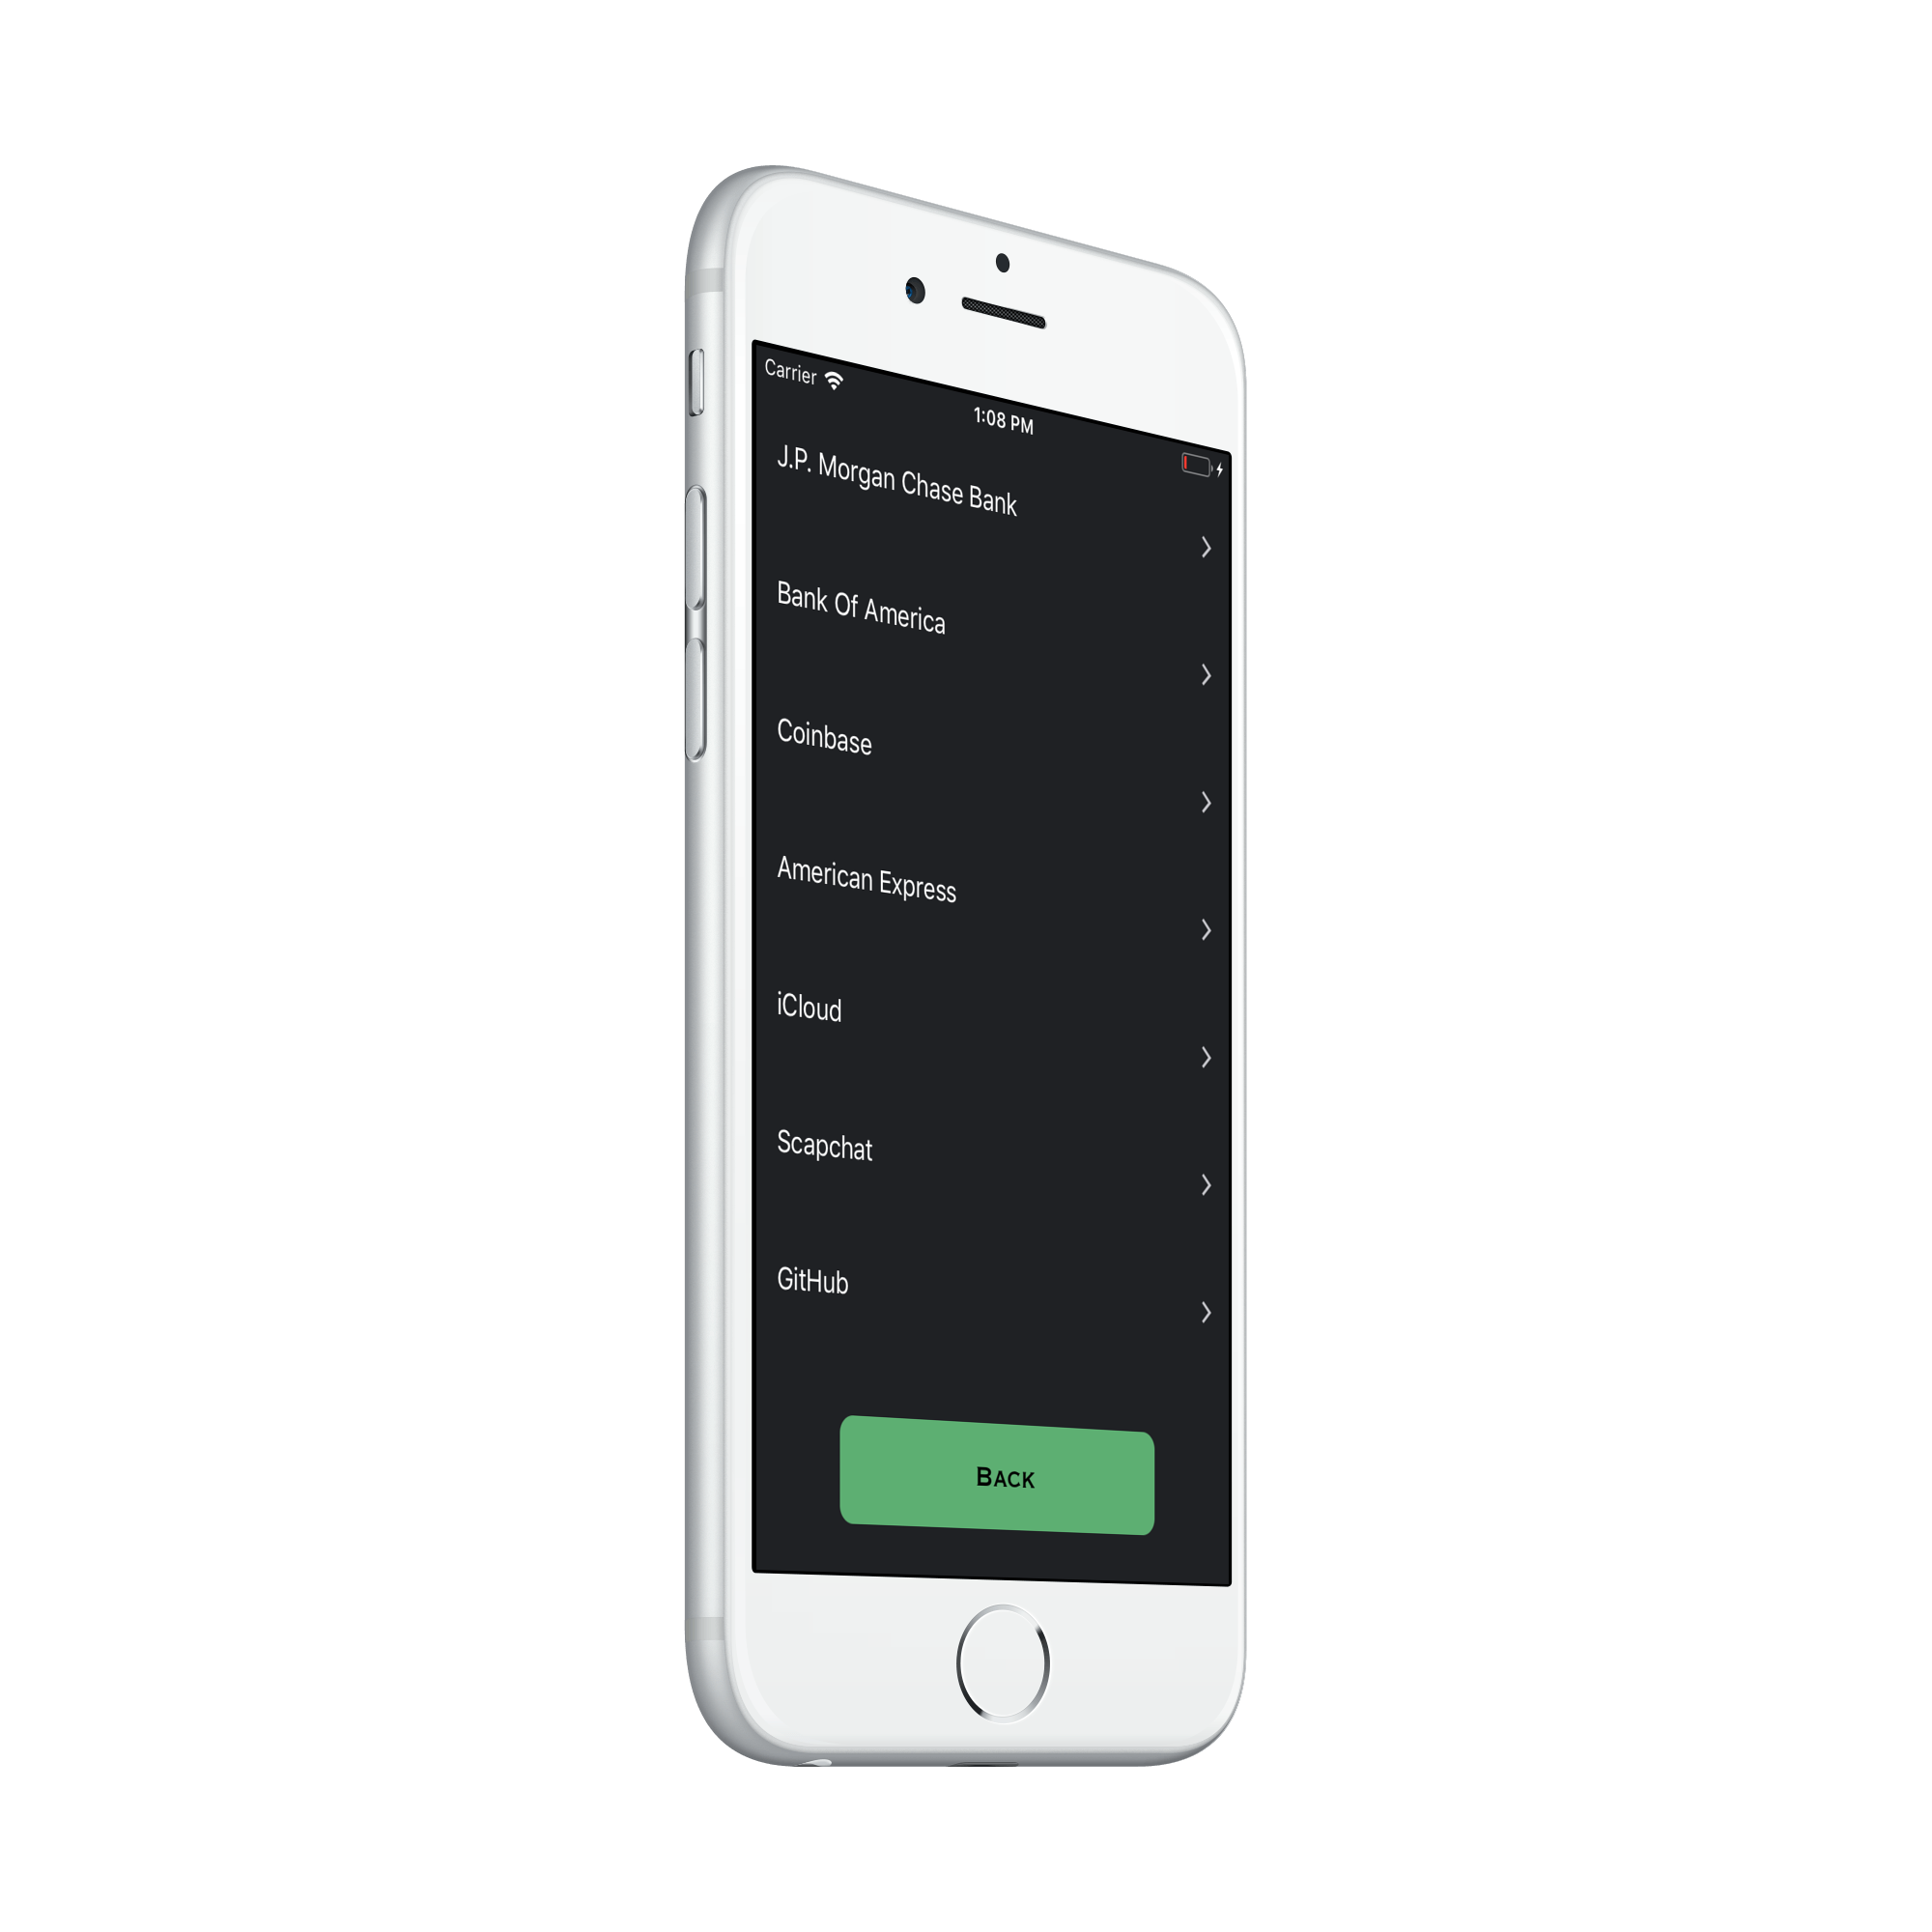 Carrier
1:08 PM
J.P. Morgan Chase Bank
Bank Of America
Coinbase
American Express
iCloud
Scapchat
GitHub
Back